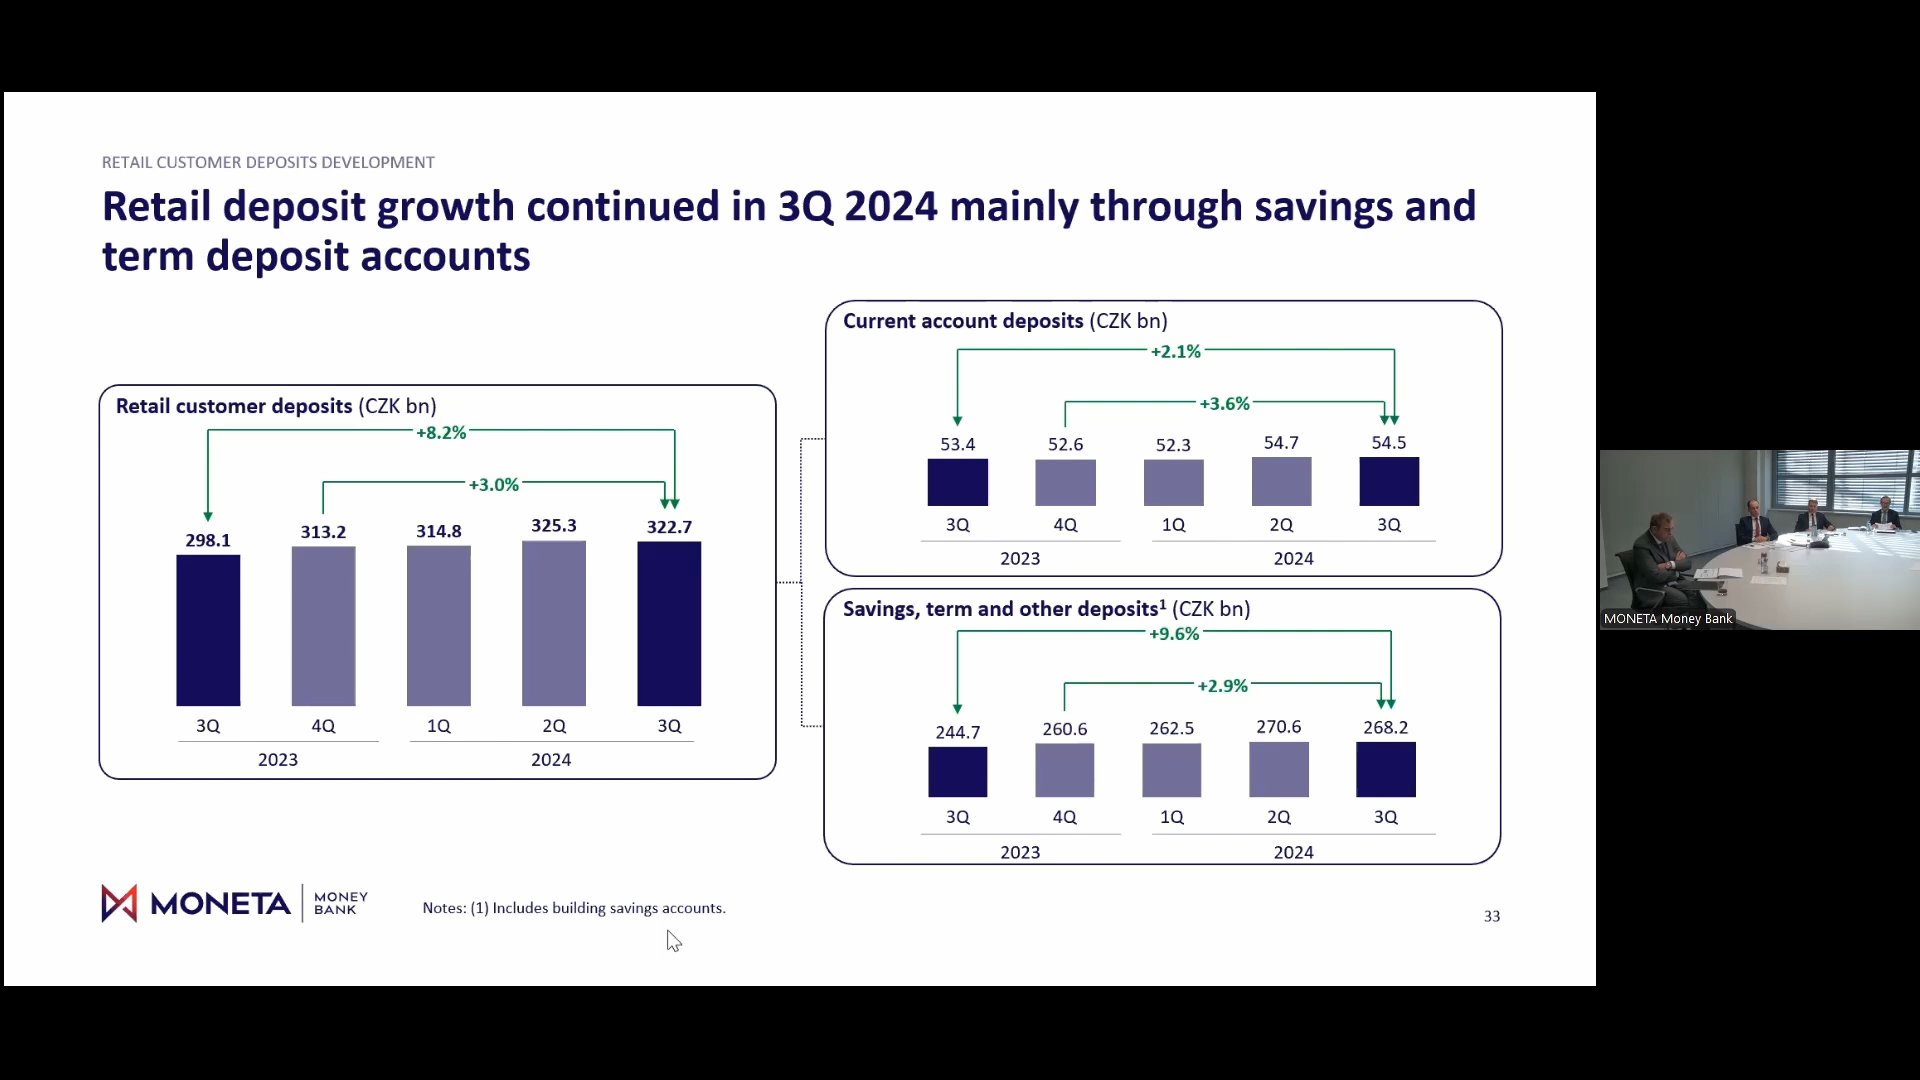 RETAIL CUSTOMER DEPOSITS DEVELOPMENT
Retail deposit growth continued in 3Q 2024 mainly through savings and
term deposit accounts
Retail customer deposits (CZK bn)
+8.2%
+3.0%
298.1 313.2 314.8 325.3 322.7
3Q 4Q 1Q 2Q 3Q
2023 2024
Current account deposits (CZK bn)
+2.1%
+3.6%
53.4 52.6 52.3 54.7 54.5
3Q 4Q 1Q 2Q 3Q
2023 2024
Savings, term and other deposits¹ (CZK bn)
+9.6%
+2.9%
244.7 260.6 262.5 270.6 268.2
3Q 4Q 1Q 2Q 3Q
2023 2024
MONETA MONEY
BANK
Notes: (1) Includes building savings accounts.
33
MONETA Money Bank